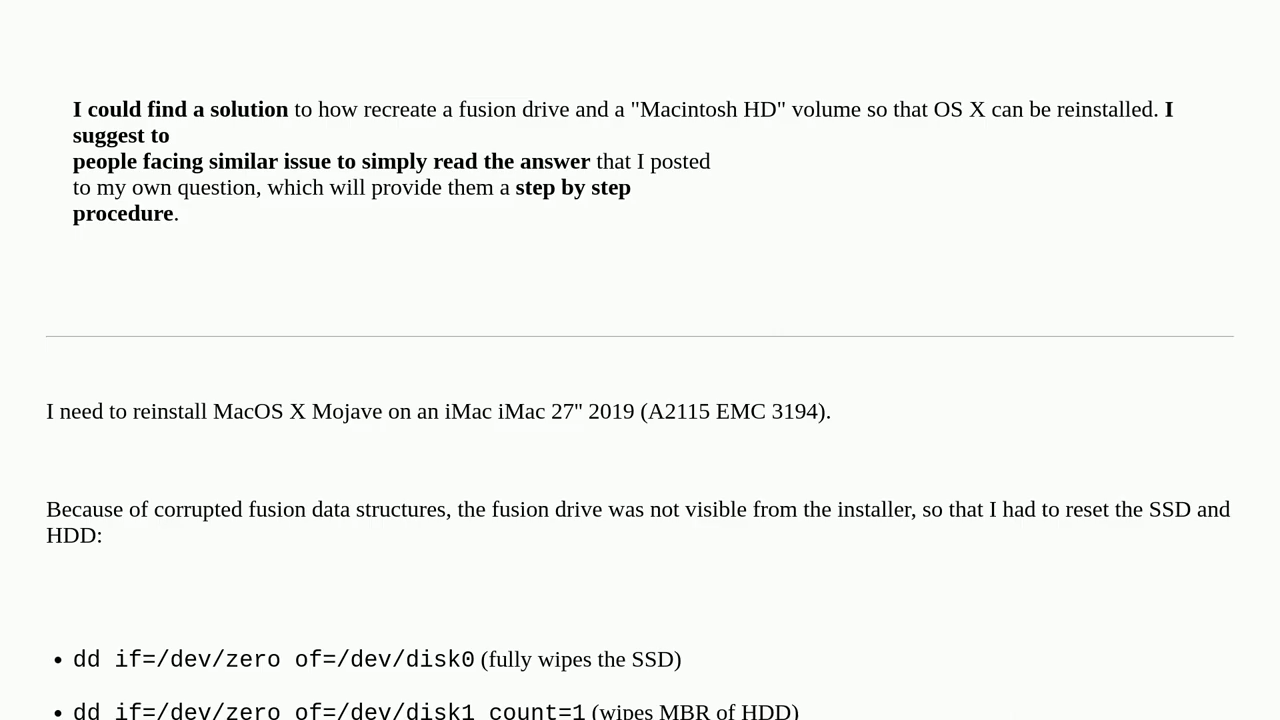 I could find a solution to how recreate a fusion drive and a "Macintosh HD" volume so that OS X can be reinstalled. I
suggest to
people facing similar issue to simply read the answer that I posted
to my own question, which will provide them a step by step
procedure.
I need to reinstall MacOS X Mojave on an iMac iMac 27" 2019 (A2115 EMC 3194).
Because of corrupted fusion data structures, the fusion drive was not visible from the installer, so that I had to reset the SSD and
HDD:
• dd if=/dev/zero of=/dev/disk0 (fully wipes the SSD)
• dd if=/dev/zero of=/dev/disk1 count=1 (wipes MBR of HDD)